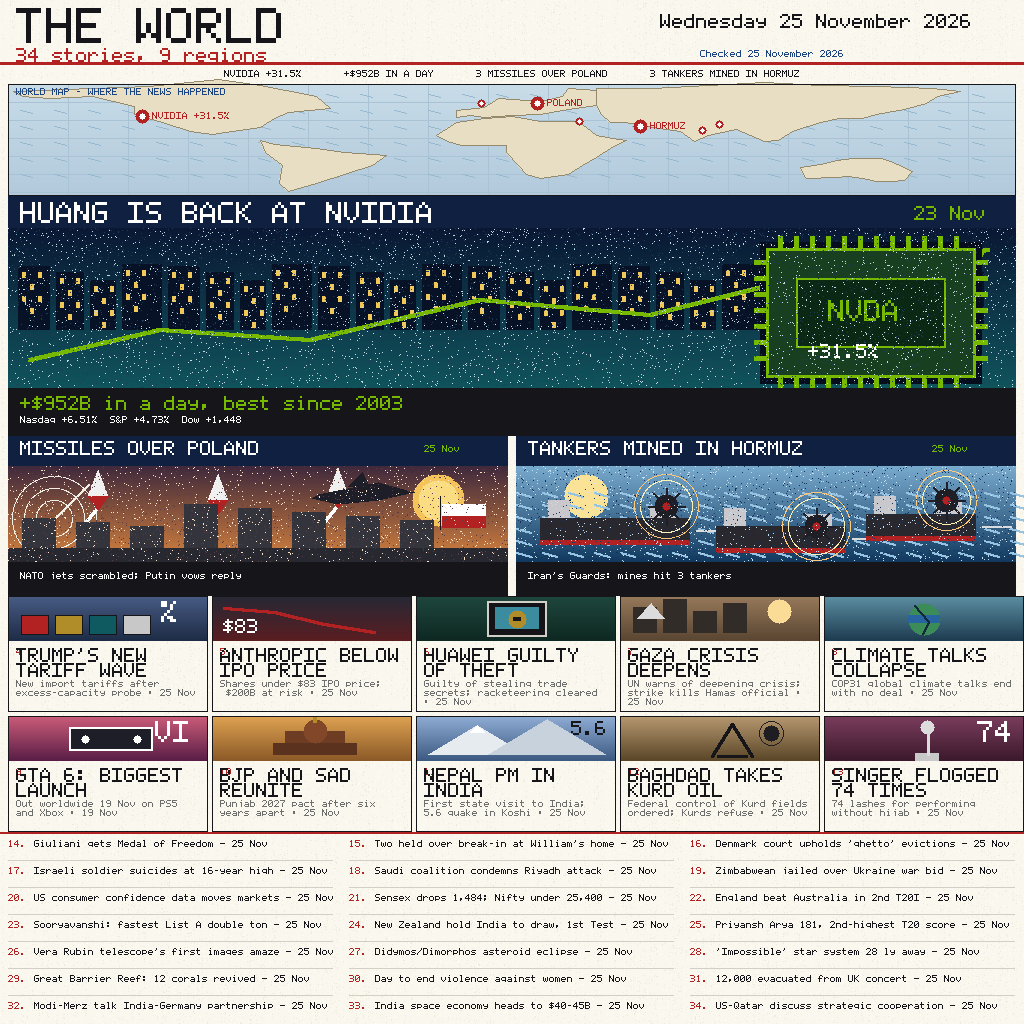 THE WORLD
Wednesday 25 November 2026
34 stories, 9 regions
Checked 25 November 2026
NVIDIA +31.5% +$952B IN A DAY 3 MISSILES OVER POLAND 3 TANKERS MINED IN HORMUZ
WORLD MAP - WHERE THE NEWS HAPPENED
POLAND
NVIDIA +31.5%
HORMUZ
HUANG IS BACK AT NVIDIA
23 Nov
NVDA
+31.5%
+$952B in a day, best since 2003
Nasdaq +6.51% S&P +4.73% Dow +1,448
MISSILES OVER POLAND
25 Nov
TANKERS MINED IN HORMUZ
25 Nov
NATO jets scrambled; Putin vows reply
Iran's Guards: mines hit 3 tankers
%
TRUMP'S NEW
TARIFF WAVE
New import tariffs after
excess-capacity probe • 25 Nov
$83
ANTHROPIC BELOW
IPO PRICE
Shares under $83 IPO price;
$200B at risk • 25 Nov
HUAWEI GUILTY
OF THEFT
Guilty of stealing trade
secrets; racketeering cleared
• 25 Nov
GAZA CRISIS
DEEPENS
UN warns of deepening crisis;
strike kills Hamas official •
25 Nov
CLIMATE TALKS
COLLAPSE
COP31 global climate talks end
with no deal • 25 Nov
VI
GTA 6: BIGGEST
LAUNCH
Out worldwide 19 Nov on PS5
and Xbox • 19 Nov
BJP AND SAD
REUNITE
Punjab 2027 pact after six
years apart • 25 Nov
5.6
NEPAL PM IN
INDIA
First state visit to India;
5.6 quake in Koshi • 25 Nov
BAGHDAD TAKES
KURD OIL
Federal control of Kurd fields
ordered; Kurds refuse • 25 Nov
74
SINGER FLOGGED
74 TIMES
74 lashes for performing
without hijab • 25 Nov
14. Giuliani gets Medal of Freedom - 25 Nov
15. Two held over break-in at William's home - 25 Nov
16. Denmark court upholds 'ghetto' evictions - 25 Nov
17. Israeli soldier suicides at 16-year high - 25 Nov
18. Saudi coalition condemns Riyadh attack - 25 Nov
19. Zimbabwean jailed over Ukraine war bid - 25 Nov
20. US consumer confidence data moves markets - 25 Nov
21. Sensex drops 1,484; Nifty under 25,400 - 25 Nov
22. England beat Australia in 2nd T20I - 25 Nov
23. Sooryavanshi: fastest List A double ton - 25 Nov
24. New Zealand hold India to draw, 1st Test - 25 Nov
25. Priyansh Arya 181, 2nd-highest T20 score - 25 Nov
26. Vera Rubin telescope's first images amaze - 25 Nov
27. Didymos/Dimorphos asteroid eclipse - 25 Nov
28. 'Impossible' star system 28 ly away - 25 Nov
29. Great Barrier Reef: 12 corals revived - 25 Nov
30. Day to end violence against women - 25 Nov
31. 12,000 evacuated from UK concert - 25 Nov
32. Modi-Merz talk India-Germany partnership - 25 Nov
33. India space economy heads to $40-45B - 25 Nov
34. US-Qatar discuss strategic cooperation - 25 Nov